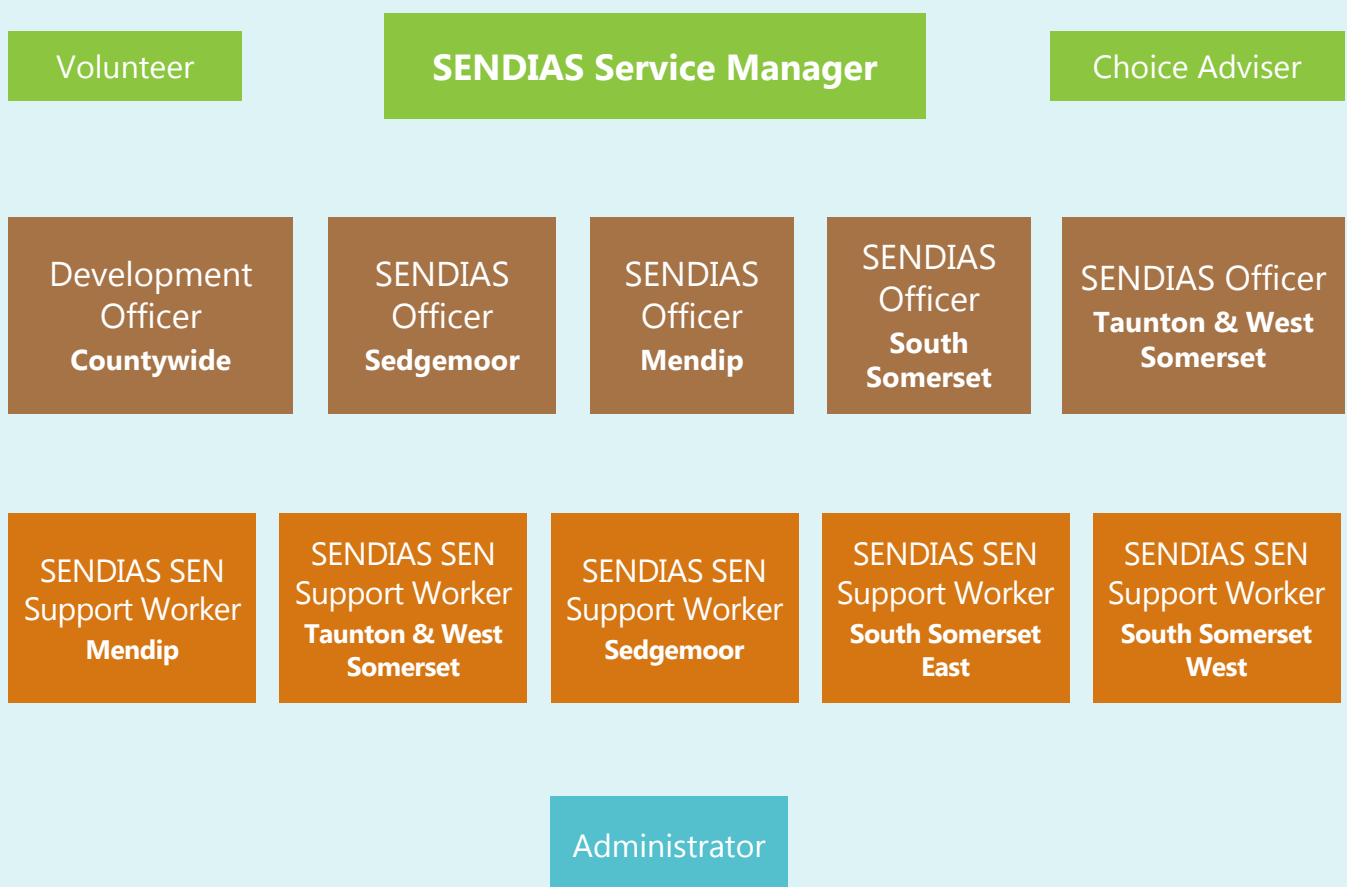 Volunteer
SENDIAS Service Manager
Choice Adviser
Development
Officer
Countywide
SENDIAS
Officer
Sedgemoor
SENDIAS
Officer
Mendip
SENDIAS
Officer
South
Somerset
SENDIAS Officer
Taunton & West
Somerset
SENDIAS SEN
Support Worker
Mendip
SENDIAS SEN
Support Worker
Taunton & West
Somerset
SENDIAS SEN
Support Worker
Sedgemoor
SENDIAS SEN
Support Worker
South Somerset
East
SENDIAS SEN
Support Worker
South Somerset
West
Administrator